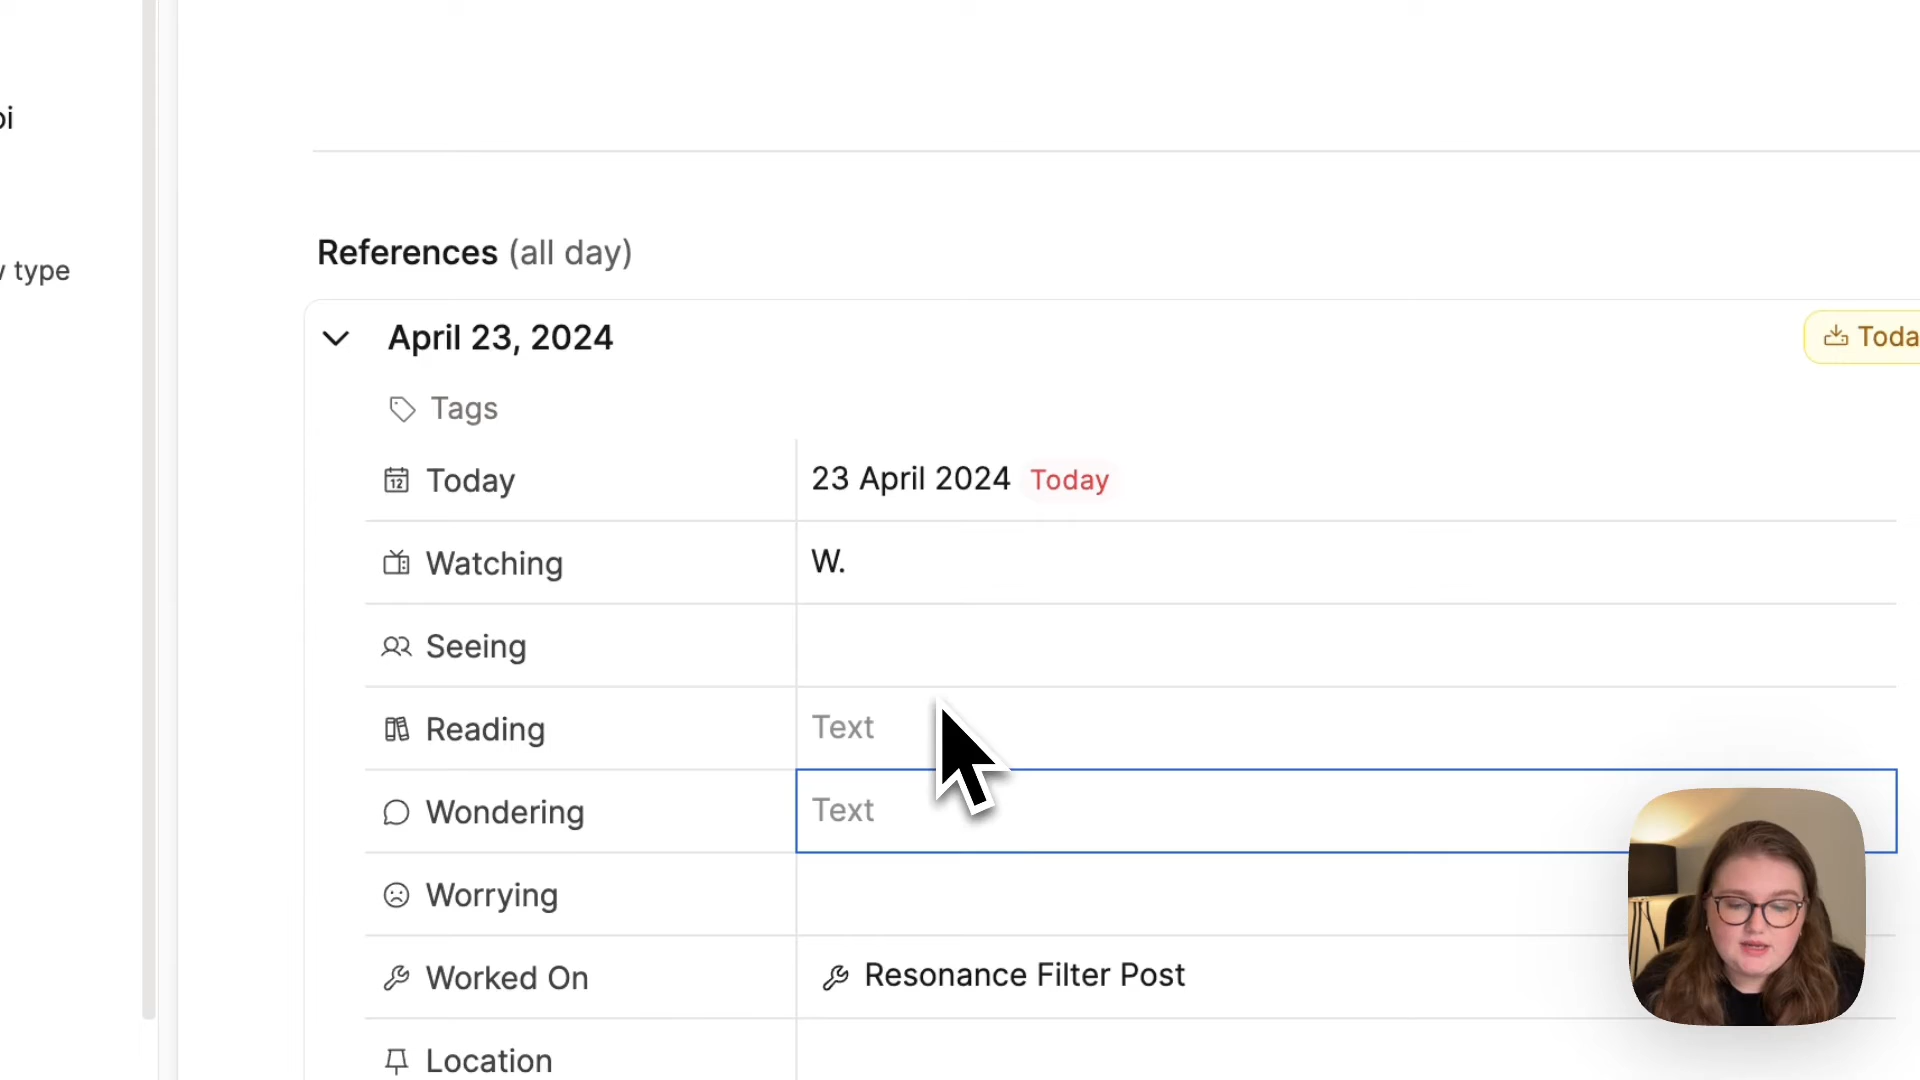 type
References (all day)
April 23, 2024
Toda
Tags
Today 23 April 2024 Today
Watching W.
Seeing
Reading Text
Wondering Text
Worrying
Worked On Resonance Filter Post
Location